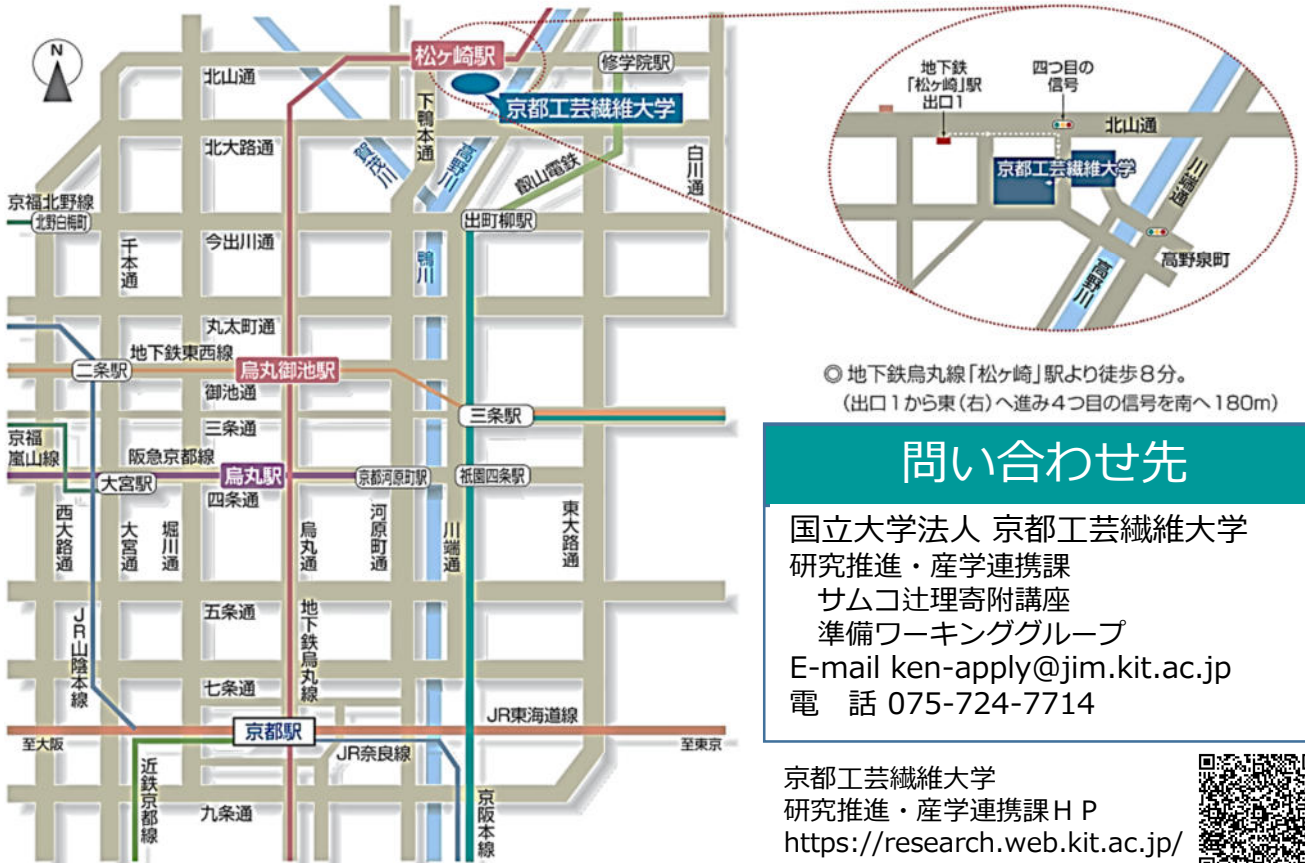 N
松ヶ崎駅
修学院駅
北山通
下鴨本通
京都工芸繊維大学
北大路通
賀茂川
高野川
叡山電鉄
白川通
京福北野線
北野白梅町
出町柳駅
千本通
今出川通
鴨川
丸太町通
地下鉄東西線
二条駅
烏丸御池駅
御池通
三条駅
三条通
京福
嵐山線
阪急京都線
大宮駅
烏丸駅
京都河原町駅
祇園四条駅
四条通
西大路通
大宮通
堀川通
烏丸通
河原町通
川端通
東大路通
五条通
JR山陰本線
地下鉄烏丸線
七条通
京都駅
JR東海道線
至大阪
至東京
JR奈良線
近鉄京都線
九条通
京阪本線
地下鉄
「松ヶ崎」駅
出口1
四つ目の
信号
北山通
京都工芸繊維大学
川端通
高野泉町
高野川
◎ 地下鉄烏丸線「松ヶ崎」駅より徒歩8分。
(出口1から東(右)へ進み4つ目の信号を南へ180m)
問い合わせ先
国立大学法人 京都工芸繊維大学
研究推進・産学連携課
サムコ辻理寄附講座
準備ワーキンググループ
E-mail ken-apply@jim.kit.ac.jp
電　話 075-724-7714
京都工芸繊維大学
研究推進・産学連携課ＨＰ
https://research.web.kit.ac.jp/